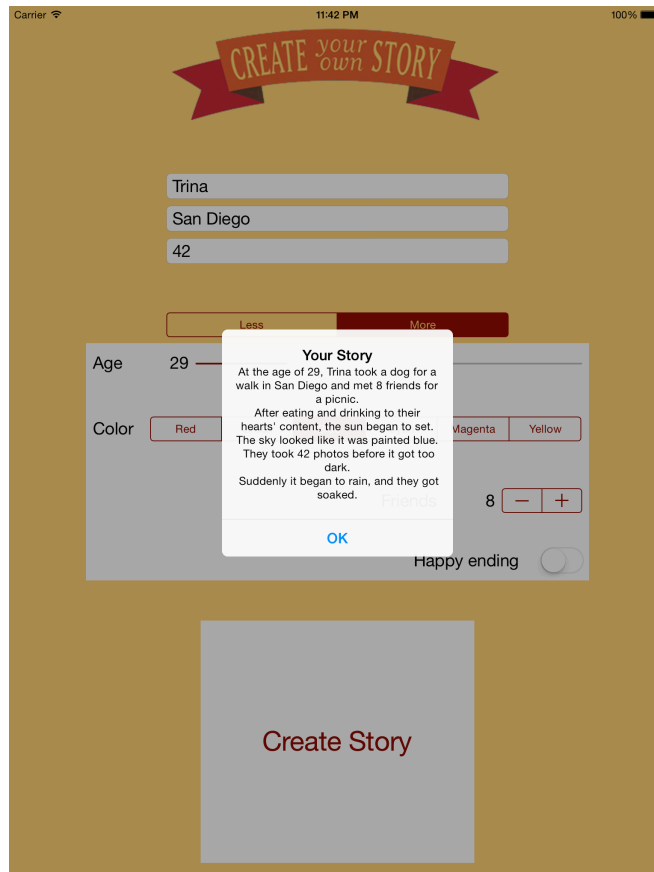 Carrier
11:42 PM
100%
CREATE your own STORY
Trina
San Diego
42
Less
More
Age
29
Your Story
At the age of 29, Trina took a dog for a
walk in San Diego and met 8 friends for
a picnic.
After eating and drinking to their
hearts' content, the sun began to set.
The sky looked like it was painted blue.
They took 42 photos before it got too
dark.
Suddenly it began to rain, and they got
soaked.
OK
Color
Red
Magenta
Yellow
Friends
8
Happy ending
Create Story